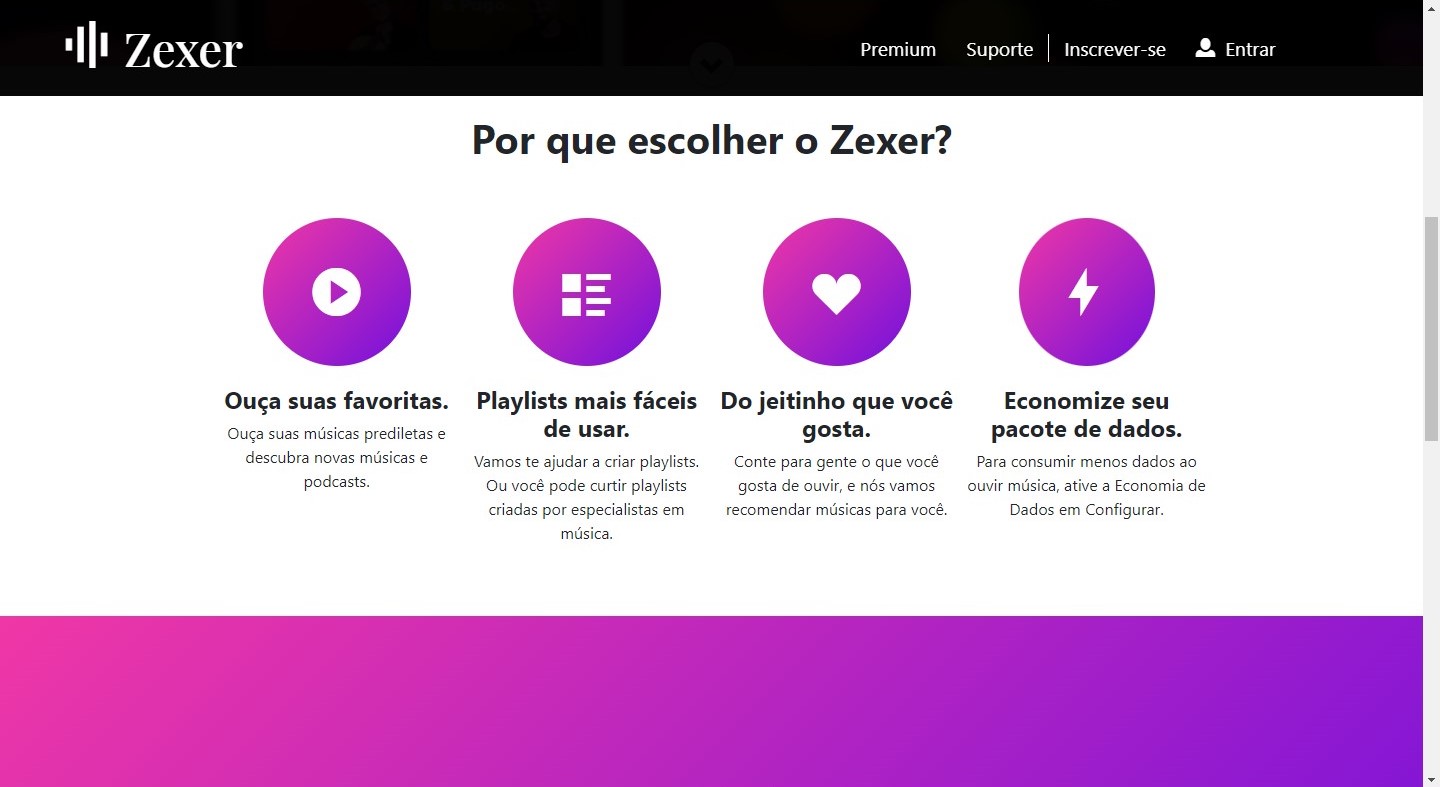 Zexer
Premium
Suporte
Inscrever-se
Entrar
Por que escolher o Zexer?
Ouça suas favoritas.
Ouça suas músicas prediletas e
descubra novas músicas e
podcasts.
Playlists mais fáceis
de usar.
Vamos te ajudar a criar playlists.
Ou você pode curtir playlists
criadas por especialistas em
música.
Do jeitinho que você
gosta.
Conte para gente o que você
gosta de ouvir, e nós vamos
recomendar músicas para você.
Economize seu
pacote de dados.
Para consumir menos dados ao
ouvir música, ative a Economia de
Dados em Configurar.